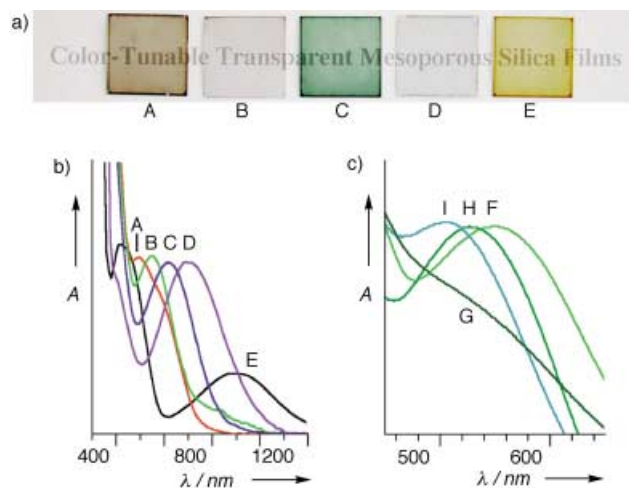 a)
Color-Tunable Transparent Mesoporous Silica Films
A B C D E
b)
A
B C D
E
A
400 800 1200
λ / nm
c)
I H F
G
A
500 600
λ / nm